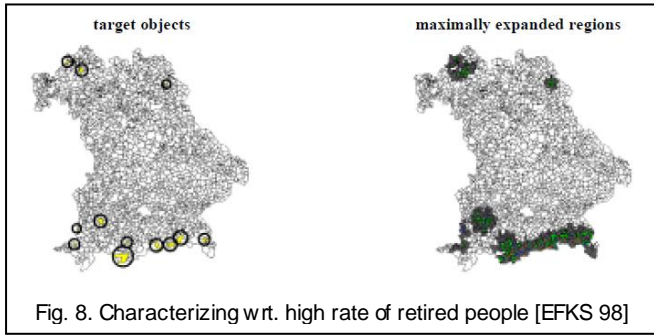 target objects
maximally expanded regions
Fig. 8. Characterizing wrt. high rate of retired people [EFKS 98]